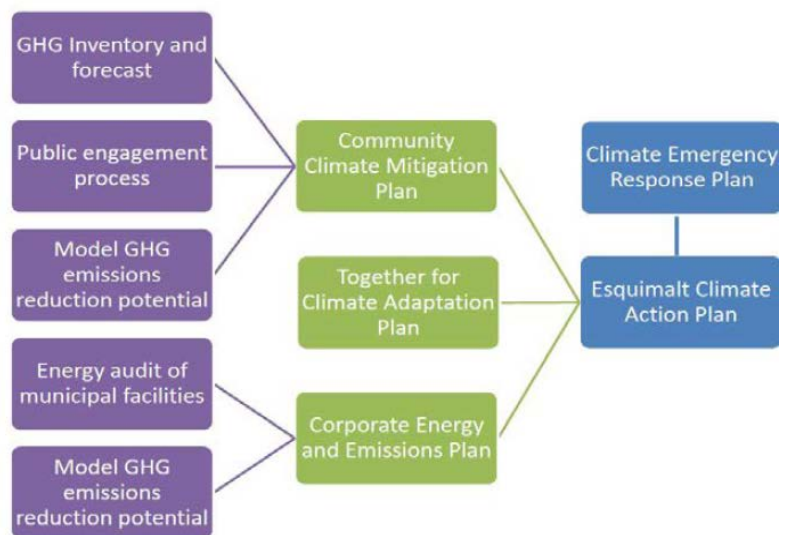 GHG Inventory and
forecast
Public engagement
process
Model GHG
emissions
reduction potential
Energy audit of
municipal facilities
Model GHG
emissions
reduction potential
Community
Climate Mitigation
Plan
Together for
Climate Adaptation
Plan
Corporate Energy
and Emissions Plan
Climate Emergency
Response Plan
Esquimalt Climate
Action Plan